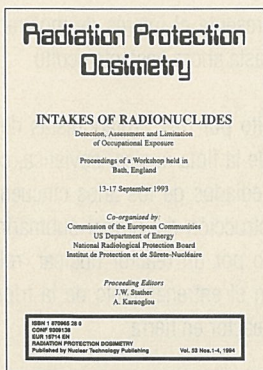 Radiation Protection
Dosimetry
INTAKES OF RADIONUCLIDES
Detection, Assessment and Limitation
of Occupational Exposure
Proceedings of a Workshop held in
Bath, England
13-17 September 1993
Co-organised by:
Commission of the European Communities
US Department of Energy
National Radiological Protection Board
Institut de Protection et de Sûreté-Nucléaire
Proceeding Editors
J.W. Stather
A. Karaoglou
ISBN 1 870965 28 6
CONF 9309138
EUR 15714 EN
RADIATION PROTECTION DOSIMETRY
Published by Nuclear Technology Publishing
Vol. 53 Nos.1-4, 1994